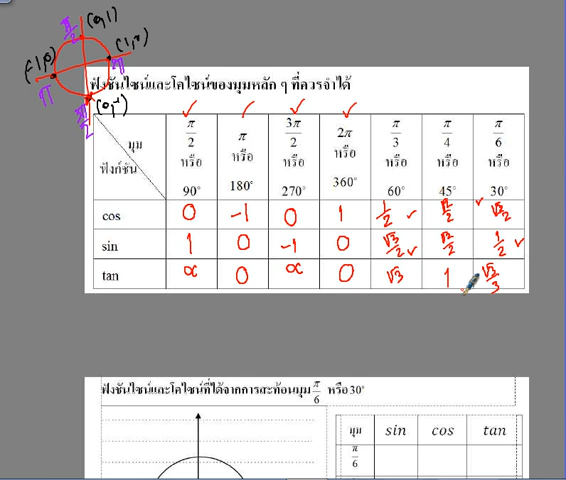 π/2 (0,1)
(-1,0) (1,0)
π 2π
3π/2 (0,-1)
ฟังชันไซน์และโคไซน์ของมุมหลัก ๆ ที่ควรจำได้
มุม ฟังก์ชัน π/2 หรือ 90° π หรือ 180° 3π/2 หรือ 270° 2π หรือ 360° π/3 หรือ 60° π/4 หรือ 45° π/6 หรือ 30°
cos 0 -1 0 1 1/2 √2/2 √3/2
sin 1 0 -1 0 √3/2 √2/2 1/2
tan ∝ 0 ∝ 0 √3 1 √3/3
ฟังชันไซน์และโคไซน์ที่ได้จากการสะท้อนมุม π/6 หรือ 30°
มุม sin cos tan
π/6